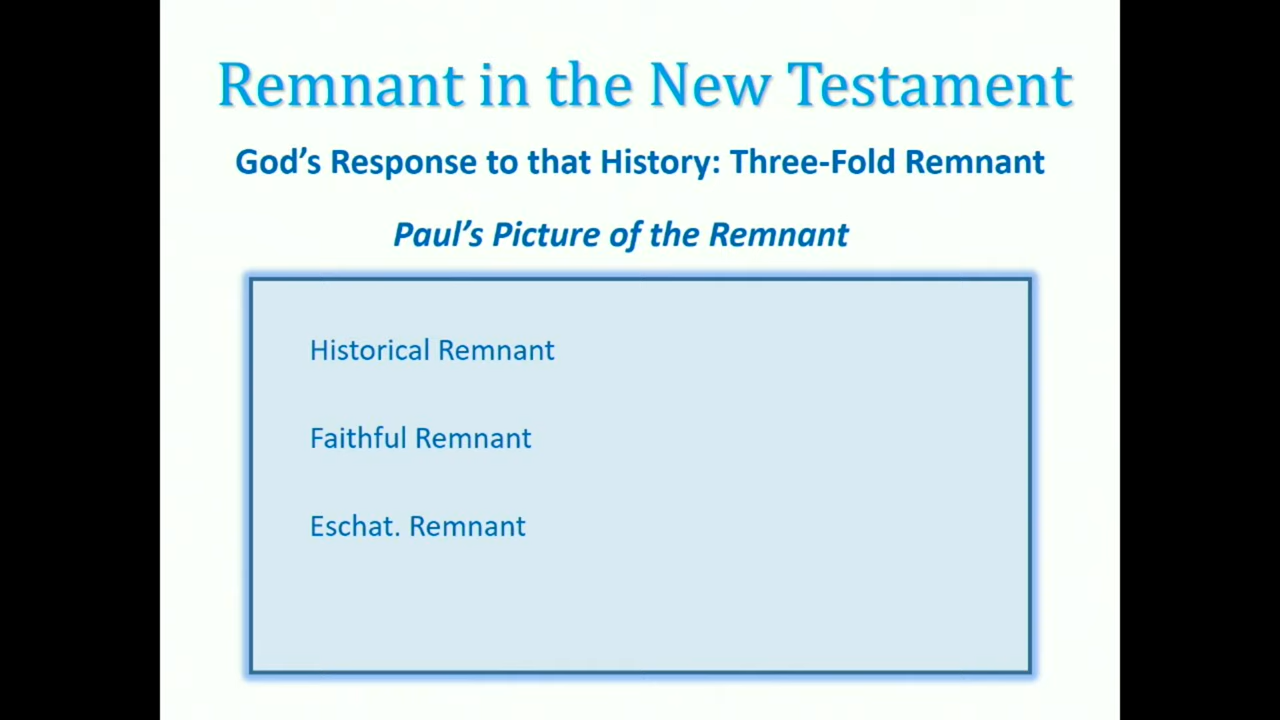 Remnant in the New Testament
God’s Response to that History: Three-Fold Remnant
Paul’s Picture of the Remnant
Historical Remnant
Faithful Remnant
Eschat. Remnant